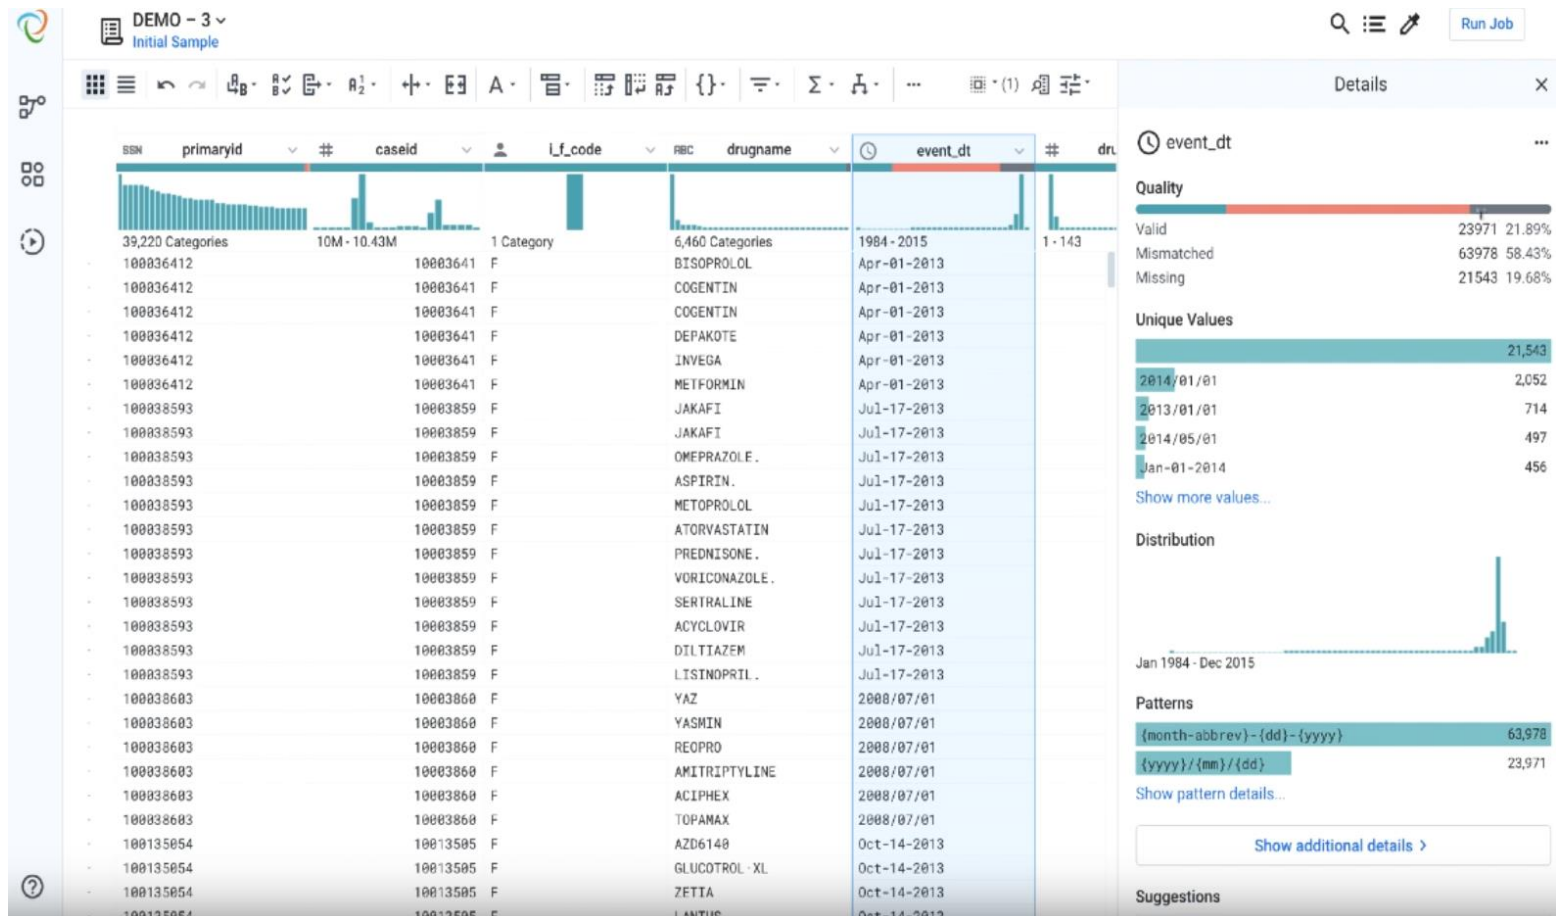 DEMO – 3
Initial Sample
Run Job
A
(1)
Details
SSN primaryid
# caseid
i_f_code
ABC drugname
event_dt
# dru
39,220 Categories
10M - 10.43M
1 Category
6,460 Categories
1984 - 2015
1 - 143
100036412 10003641 F BISOPROLOL Apr-01-2013
100036412 10003641 F COGENTIN Apr-01-2013
100036412 10003641 F COGENTIN Apr-01-2013
100036412 10003641 F DEPAKOTE Apr-01-2013
100036412 10003641 F INVEGA Apr-01-2013
100036412 10003641 F METFORMIN Apr-01-2013
100038593 10003859 F JAKAFI Jul-17-2013
100038593 10003859 F JAKAFI Jul-17-2013
100038593 10003859 F OMEPRAZOLE. Jul-17-2013
100038593 10003859 F ASPIRIN. Jul-17-2013
100038593 10003859 F METOPROLOL Jul-17-2013
100038593 10003859 F ATORVASTATIN Jul-17-2013
100038593 10003859 F PREDNISONE. Jul-17-2013
100038593 10003859 F VORICONAZOLE. Jul-17-2013
100038593 10003859 F SERTRALINE Jul-17-2013
100038593 10003859 F ACYCLOVIR Jul-17-2013
100038593 10003859 F DILTIAZEM Jul-17-2013
100038593 10003859 F LISINOPRIL. Jul-17-2013
100038603 10003860 F YAZ 2008/07/01
100038603 10003860 F YASMIN 2008/07/01
100038603 10003860 F REOPRO 2008/07/01
100038603 10003860 F AMITRIPTYLINE 2008/07/01
100038603 10003860 F ACIPHEX 2008/07/01
100038603 10003860 F TOPAMAX 2008/07/01
100135054 10013505 F AZD6140 Oct-14-2013
100135054 10013505 F GLUCOTROL·XL Oct-14-2013
100135054 10013505 F ZETIA Oct-14-2013
100135054 10013505 F LANTUS Oct-14-2013
event_dt
Quality
Valid 23971 21.89%
Mismatched 63978 58.43%
Missing 21543 19.68%
Unique Values
21,543
2014/01/01 2,052
2013/01/01 714
2014/05/01 497
Jan-01-2014 456
Show more values...
Distribution
Jan 1984 - Dec 2015
Patterns
{month-abbrev}-{dd}-{yyyy} 63,978
{yyyy}/{mm}/{dd} 23,971
Show pattern details...
Show additional details >
Suggestions